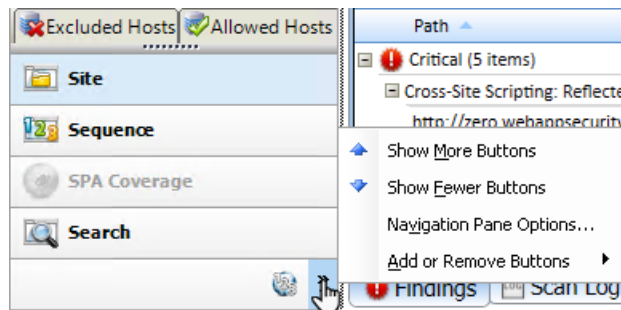 Excluded Hosts Allowed Hosts
Path
Critical (5 items)
Site
Cross-Site Scripting: Reflecte
http://zero.webappsecurity
Sequence
Show More Buttons
SPA Coverage
Show Fewer Buttons
Navigation Pane Options...
Search
Add or Remove Buttons
Findings Scan Log